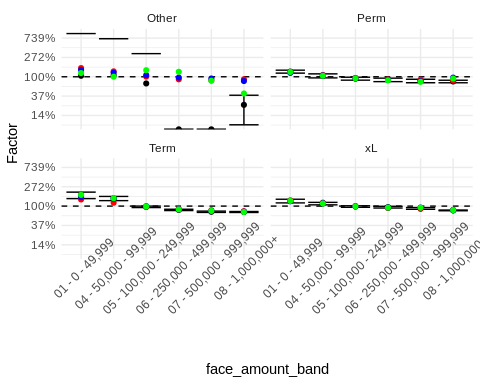 Other
Perm
739%
272%
100%
37%
14%
Term
xL
739%
272%
100%
37%
14%
Factor
01 - 0 - 49,999
04 - 50,000 - 99,999
05 - 100,000 - 249,999
06 - 250,000 - 499,999
07 - 500,000 - 999,999
08 - 1,000,000+
01 - 0 - 49,999
04 - 50,000 - 99,999
05 - 100,000 - 249,999
06 - 250,000 - 499,999
07 - 500,000 - 999,999
08 - 1,000,000
face_amount_band